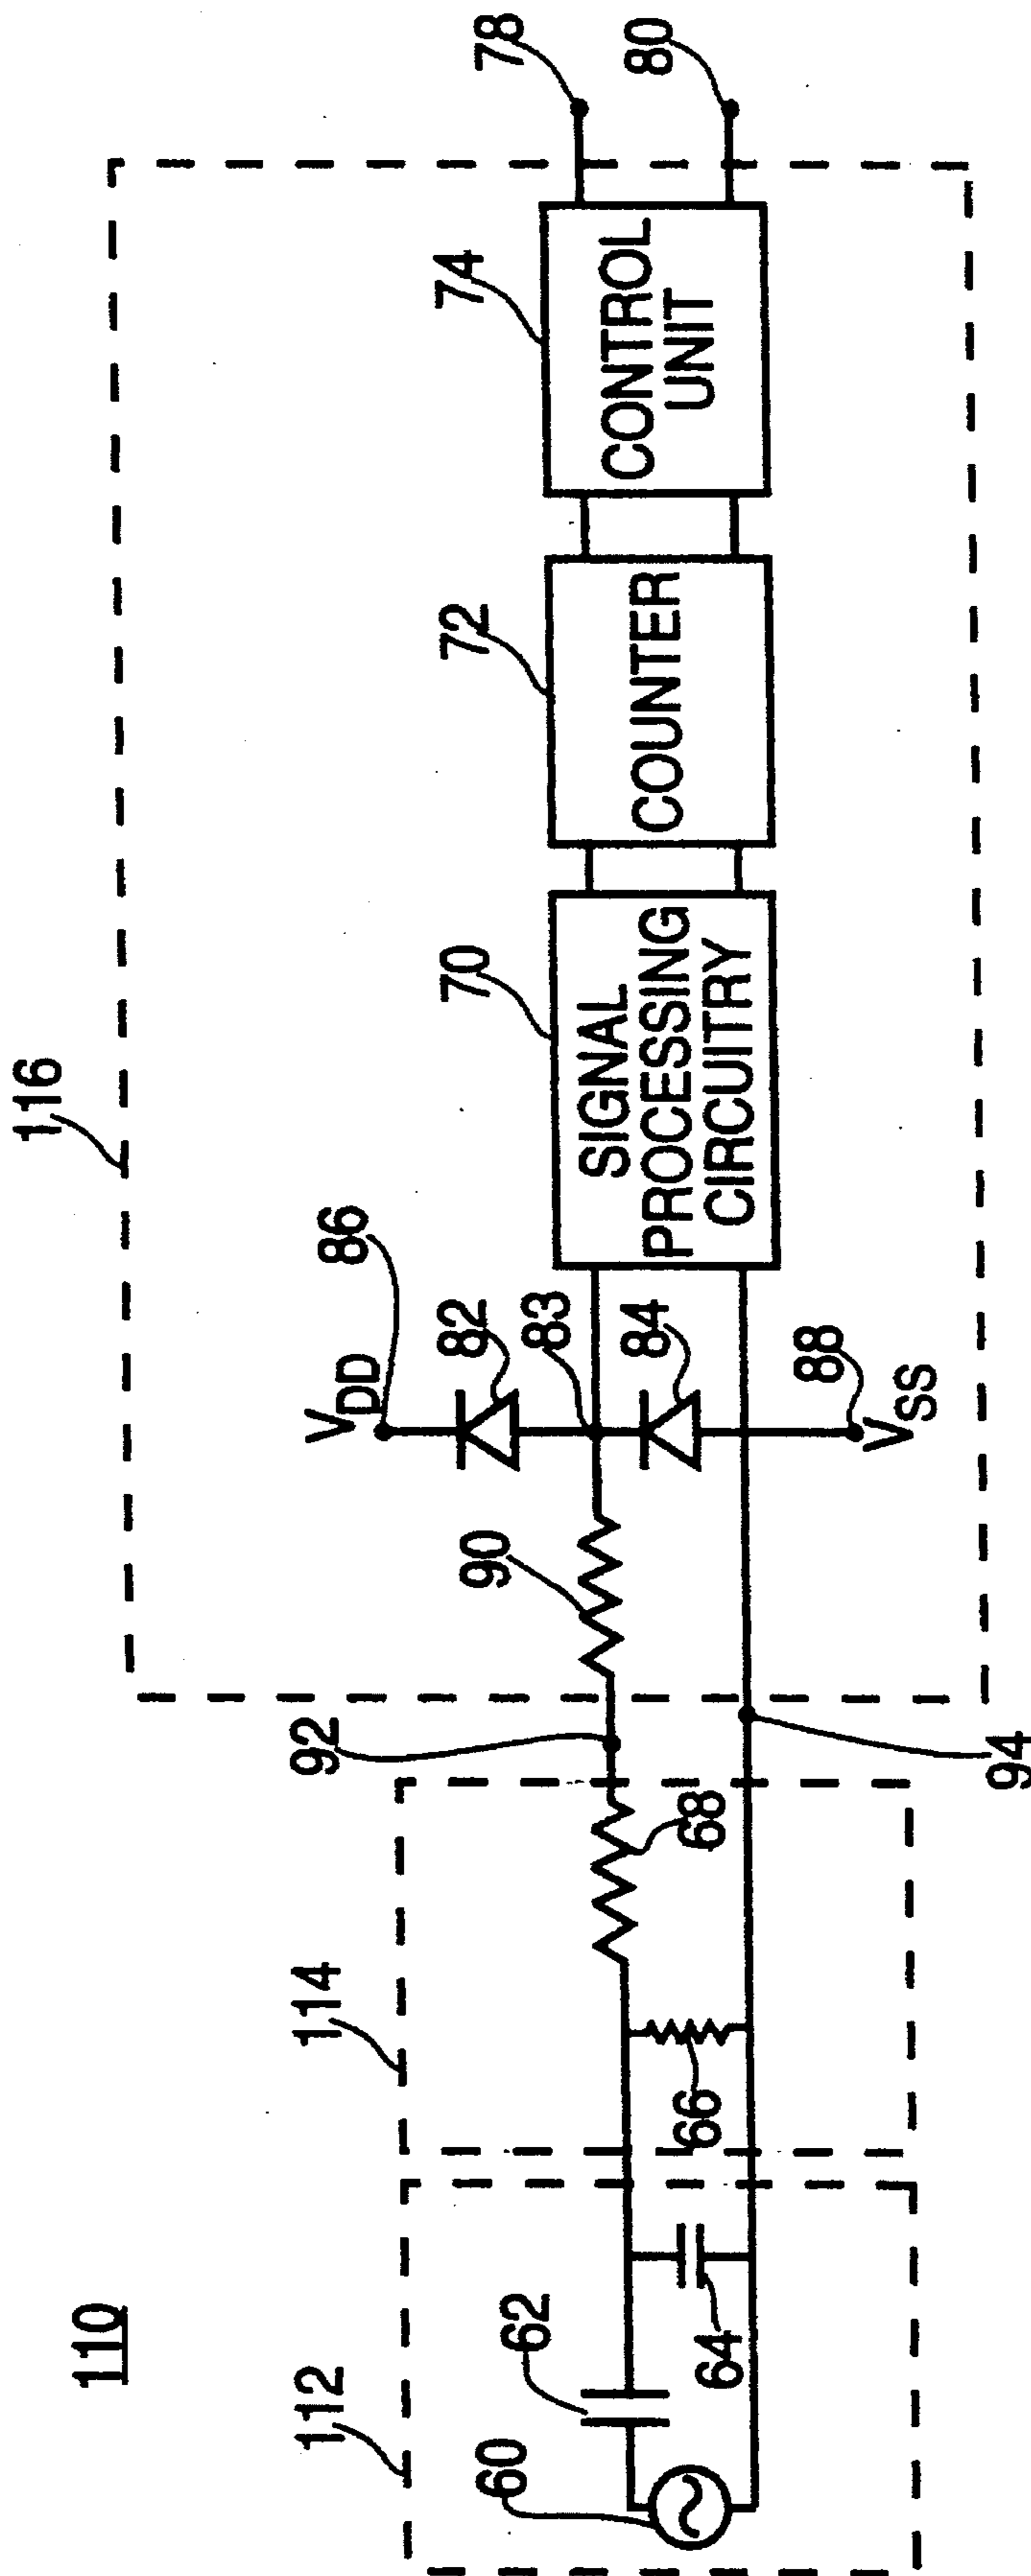 110
112
60
62
64
114
66
68
92
94
116
90
V_DD
86
82
83
84
88
V_SS
70
SIGNAL
PROCESSING
CIRCUITRY
72
COUNTER
74
CONTROL
UNIT
78
80